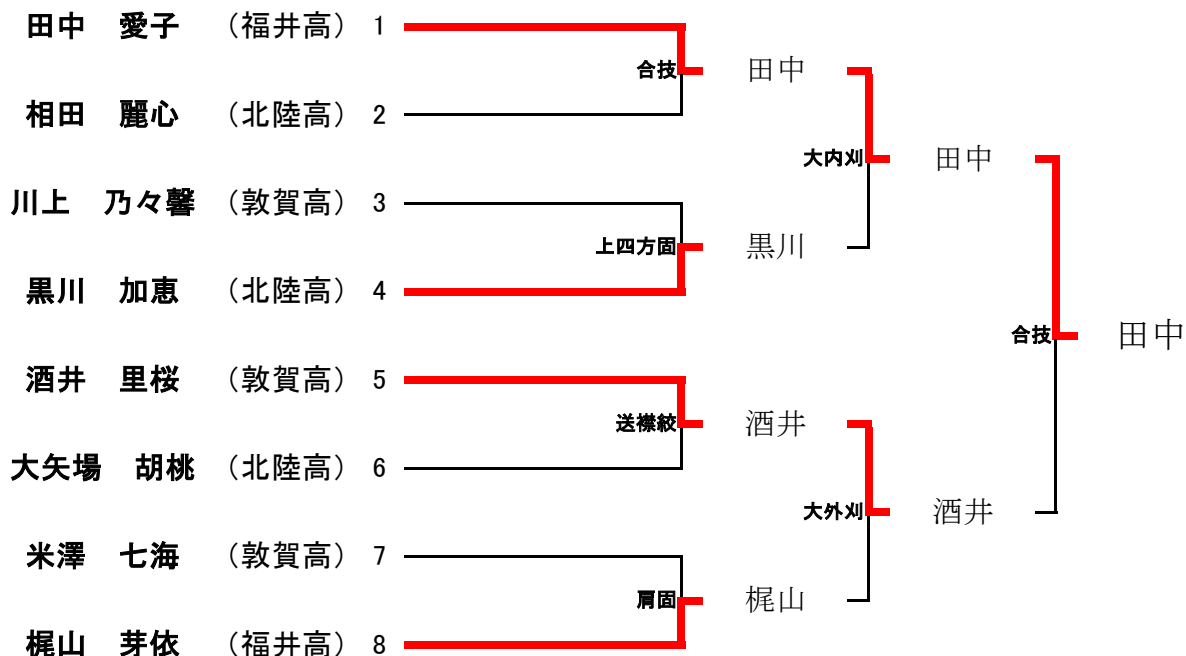 田中 愛子 （福井高） 1
合技 田中
相田 麗心 （北陸高） 2
大内刈 田中
川上 乃々馨 （敦賀高） 3
上四方固 黒川
黒川 加恵 （北陸高） 4
合技 田中
酒井 里桜 （敦賀高） 5
送襟絞 酒井
大矢場 胡桃 （北陸高） 6
大外刈 酒井
米澤 七海 （敦賀高） 7
肩固 梶山
梶山 芽依 （福井高） 8